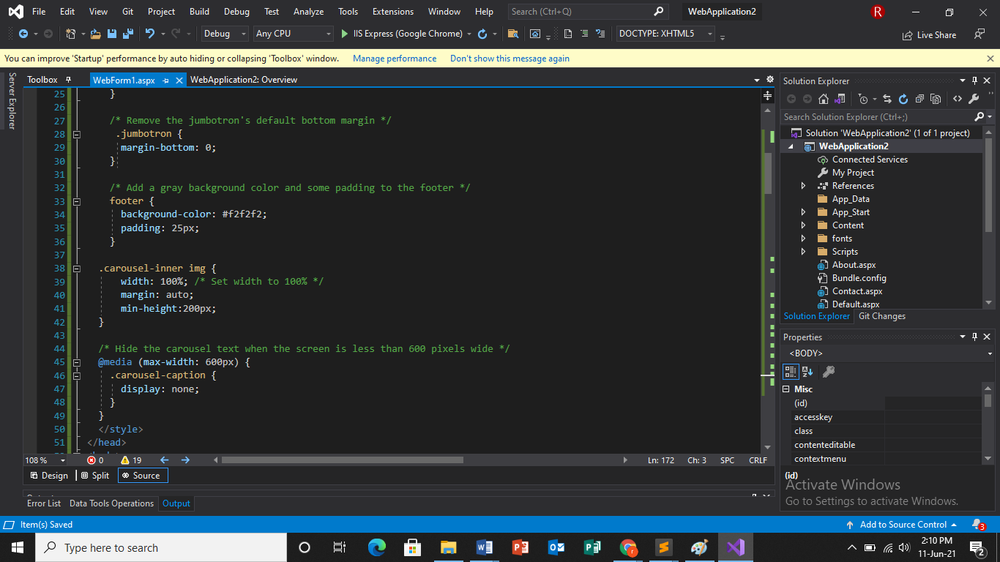 File Edit View Git Project Build Debug Test Analyze Tools Extensions Window Help Search (Ctrl+Q) WebApplication2 R
Debug Any CPU IIS Express (Google Chrome) DOCTYPE: XHTML5 Live Share
You can improve 'Startup' performance by auto hiding or collapsing 'Toolbox' window. Manage performance Don't show this message again
Server Explorer
Toolbox WebForm1.aspx WebApplication2: Overview
25 }
26
27 /* Remove the jumbotron's default bottom margin */
28 .jumbotron {
29 margin-bottom: 0;
30 }
31
32 /* Add a gray background color and some padding to the footer */
33 footer {
34 background-color: #f2f2f2;
35 padding: 25px;
36 }
37
38 .carousel-inner img {
39 width: 100%; /* Set width to 100% */
40 margin: auto;
41 min-height:200px;
42 }
43
44 /* Hide the carousel text when the screen is less than 600 pixels wide */
45 @media (max-width: 600px) {
46 .carousel-caption {
47 display: none;
48 }
49 }
50 </style>
51 </head>
108 % 0 19 Ln: 172 Ch: 3 SPC CRLF
Design Split Source
Error List Data Tools Operations Output
Solution Explorer
Search Solution Explorer (Ctrl+;)
Solution 'WebApplication2' (1 of 1 project)
WebApplication2
Connected Services
My Project
References
App_Data
App_Start
Content
fonts
Scripts
About.aspx
Bundle.config
Contact.aspx
Default.aspx
Solution Explorer Git Changes
Properties
<BODY>
Misc
(id)
accesskey
class
contenteditable
contextmenu
(id)
Activate Windows
Go to Settings to activate Windows.
Item(s) Saved Add to Source Control 3
Type here to search
2:10 PM
11-Jun-21
2